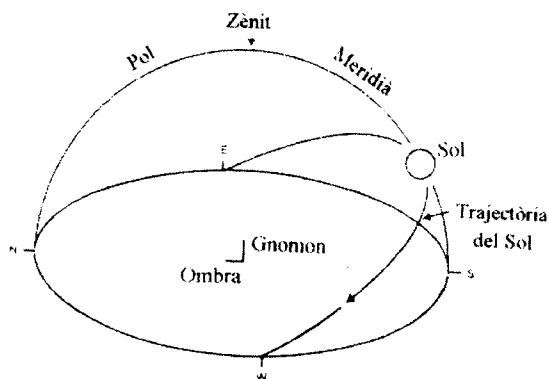 Zènit
Pol
Meridià
E
Sol
Trajectòria
del Sol
N
Gnomon
Ombra
S
W